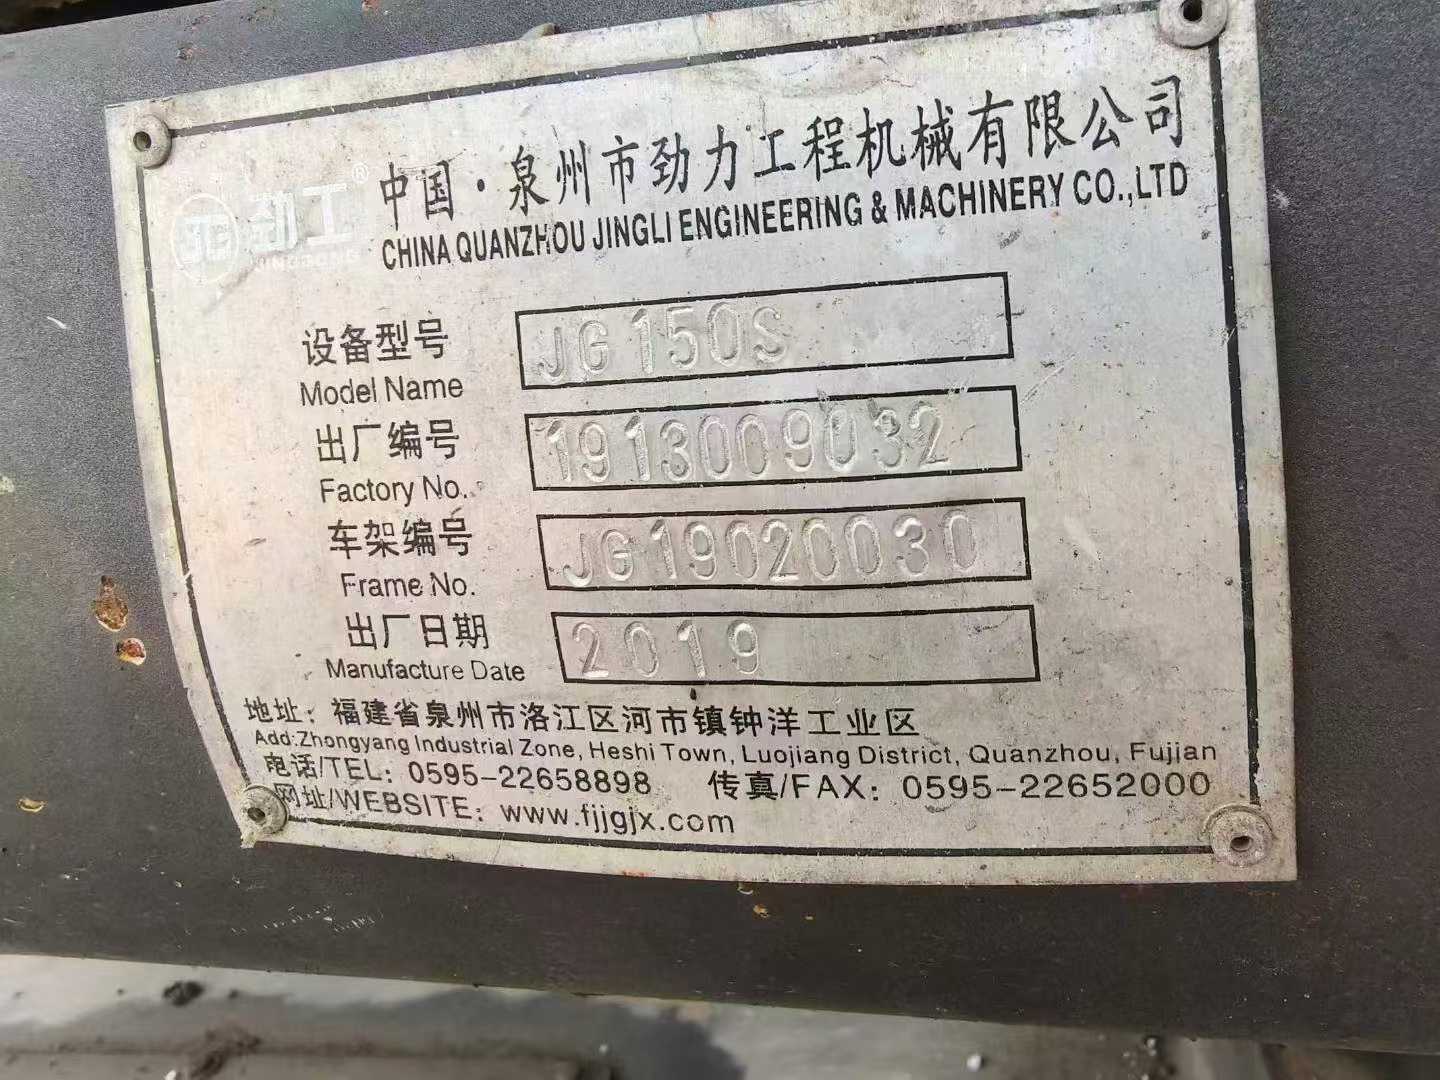 劲工®
JINGGONG
中国·泉州市劲力工程机械有限公司
CHINA QUANZHOU JINGLI ENGINEERING & MACHINERY CO.,LTD
设备型号 JG150S
Model Name
出厂编号 1913009032
Factory No.
车架编号 JG19020030
Frame No.
出厂日期 2019
Manufacture Date
地址：福建省泉州市洛江区河市镇钟洋工业区
Add:Zhongyang Industrial Zone, Heshi Town, Luojiang District, Quanzhou, Fujian
电话/TEL：0595-22658898 传真/FAX：0595-22652000
网址/WEBSITE：www.fjjgjx.com